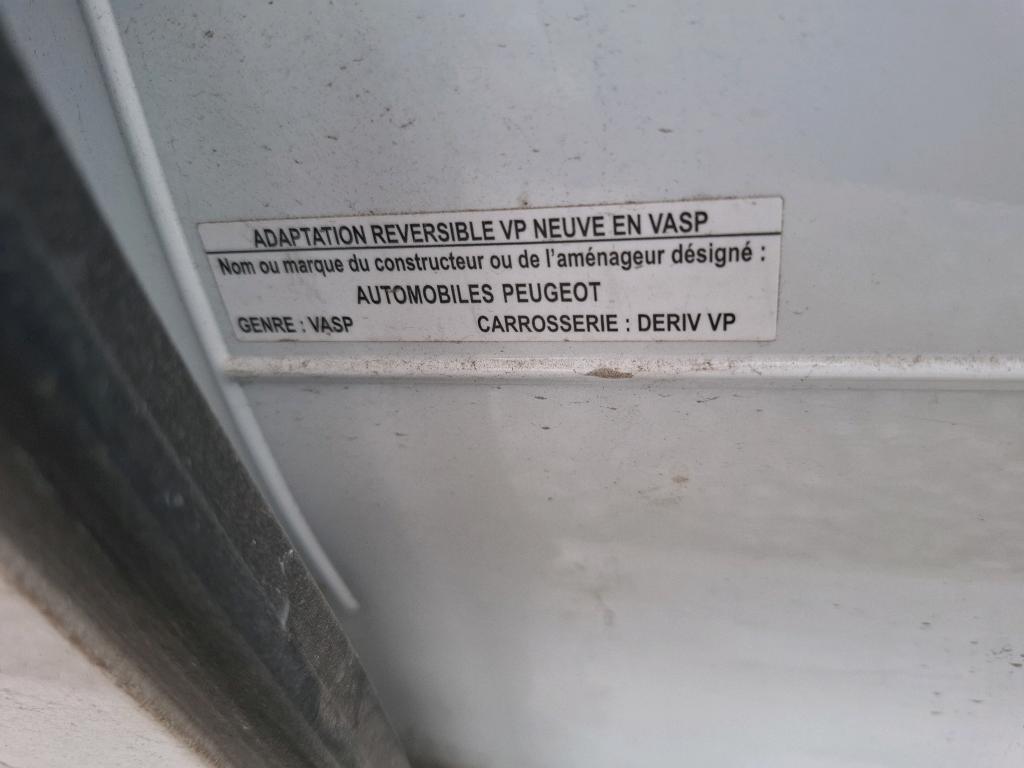 ADAPTATION REVERSIBLE VP NEUVE EN VASP
Nom ou marque du constructeur ou de l'aménageur désigné :
AUTOMOBILES PEUGEOT
GENRE : VASP CARROSSERIE : DERIV VP